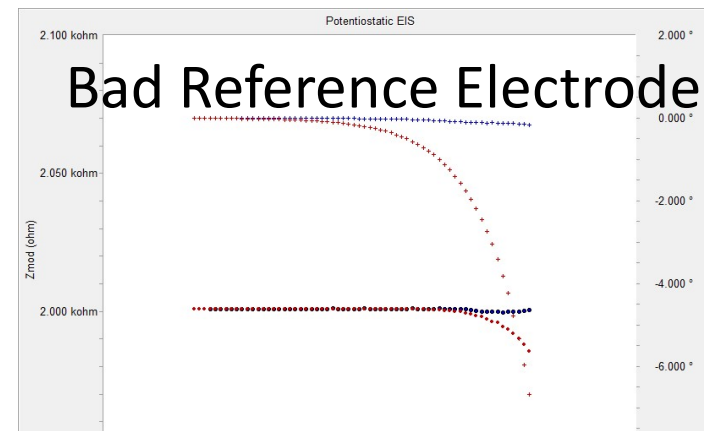 Potentiostatic EIS
2.100 kohm
2.000 °
Bad Reference Electrode
0.000 °
2.050 kohm
-2.000 °
Zmod (ohm)
-4.000 °
2.000 kohm
-6.000 °